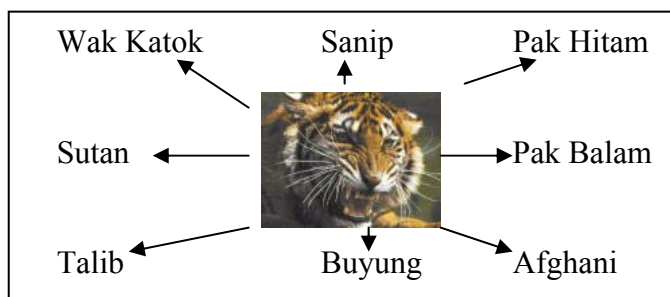 Wak Katok Sanip Pak Hitam
Sutan Pak Balam
Talib Buyung Afghani